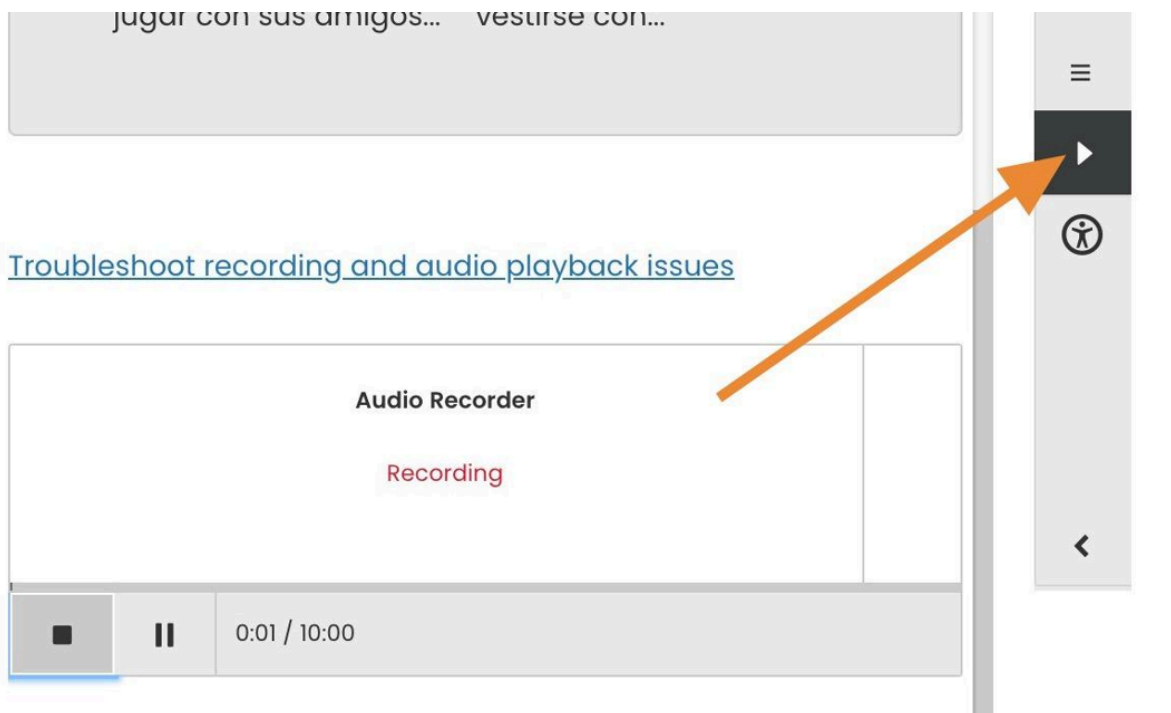 jugar con sus amigos... vestirse con...
Troubleshoot recording and audio playback issues
Audio Recorder
Recording
0:01 / 10:00